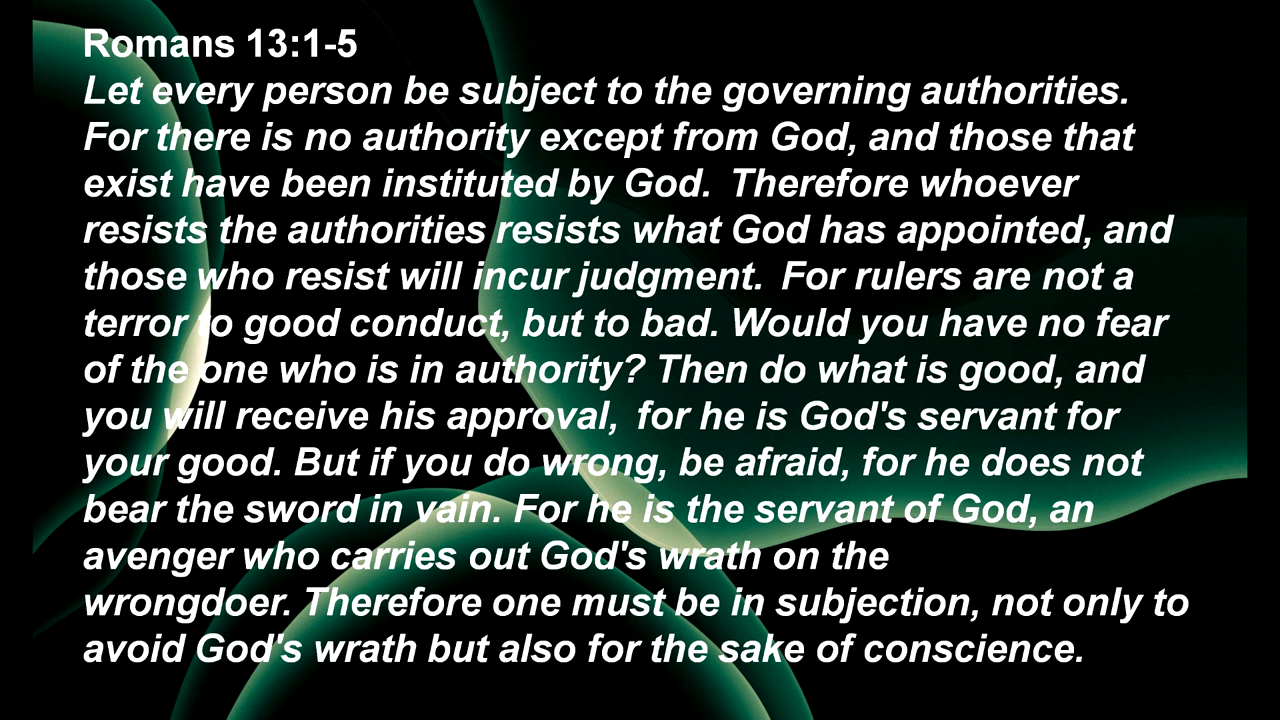 Romans 13:1-5
Let every person be subject to the governing authorities.
For there is no authority except from God, and those that
exist have been instituted by God.  Therefore whoever
resists the authorities resists what God has appointed, and
those who resist will incur judgment.  For rulers are not a
terror to good conduct, but to bad. Would you have no fear
of the one who is in authority? Then do what is good, and
you will receive his approval,  for he is God's servant for
your good. But if you do wrong, be afraid, for he does not
bear the sword in vain. For he is the servant of God, an
avenger who carries out God's wrath on the
wrongdoer. Therefore one must be in subjection, not only to
avoid God's wrath but also for the sake of conscience.